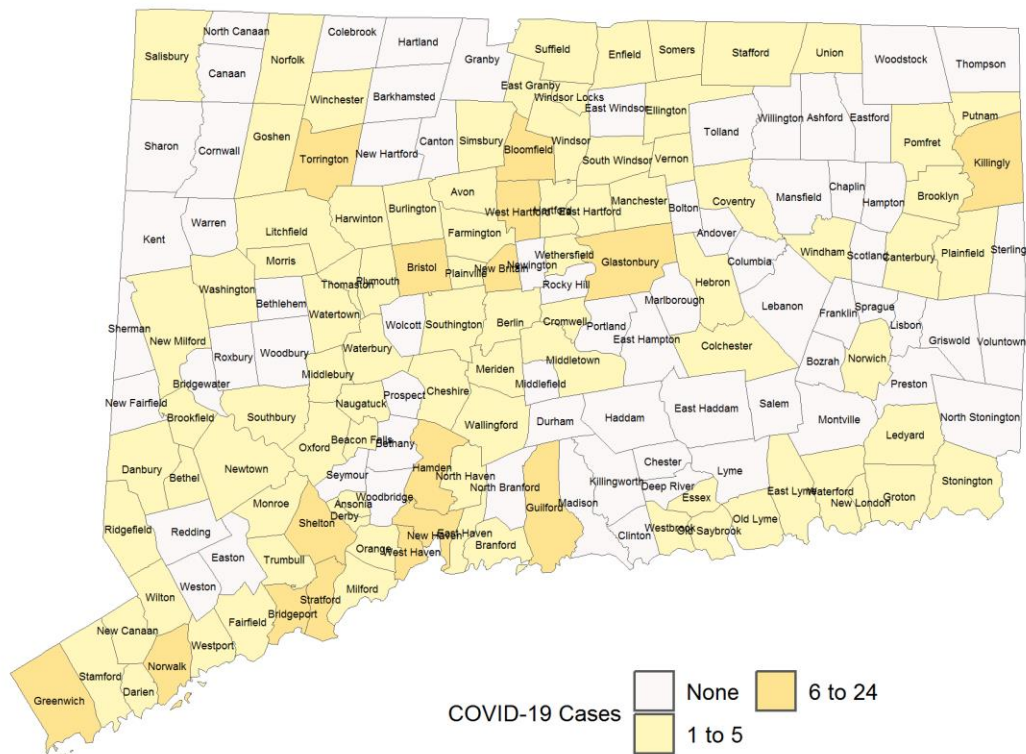 North Canaan
Colebrook
Hartland
Suffield
Enfield
Somers
Stafford
Union
Salisbury
Norfolk
Granby
Woodstock
Thompson
Canaan
East Granby
Winchester
Barkhamsted
Windsor Locks
East Windsor
Ellington
Putnam
Sharon
Cornwall
Goshen
Torrington
New Hartford
Canton
Simsbury
Bloomfield
Windsor
South Windsor
Vernon
Tolland
Willington
Ashford
Eastford
Pomfret
Killingly
Kent
Warren
Litchfield
Harwinton
Burlington
Avon
West Hartford
Hartford
East Hartford
Manchester
Bolton
Coventry
Mansfield
Chaplin
Hampton
Brooklyn
Morris
Farmington
Andover
Columbia
Windham
Scotland
Canterbury
Plainfield
Sterling
Washington
Bethlehem
Thomaston
Plymouth
Bristol
Plainville
New Britain
Newington
Wethersfield
Rocky Hill
Glastonbury
Marlborough
Hebron
Lebanon
Franklin
Sprague
Lisbon
Sherman
New Milford
Roxbury
Woodbury
Watertown
Wolcott
Southington
Berlin
Cromwell
Portland
East Hampton
Colchester
Bozrah
Norwich
Griswold
Voluntown
Bridgewater
Middlebury
Waterbury
Meriden
Middletown
Middlefield
Preston
New Fairfield
Brookfield
Southbury
Naugatuck
Prospect
Cheshire
Wallingford
Durham
Haddam
East Haddam
Salem
Montville
North Stonington
Danbury
Bethel
Newtown
Oxford
Beacon Falls
Bethany
Hamden
North Haven
North Branford
Guilford
Madison
Killingworth
Chester
Deep River
Lyme
Ledyard
Seymour
Woodbridge
Ridgefield
Redding
Monroe
Shelton
Ansonia
Derby
Orange
New Haven
West Haven
East Haven
Branford
Clinton
Westbrook
Essex
Old Saybrook
Old Lyme
East Lyme
Waterford
New London
Groton
Stonington
Easton
Weston
Trumbull
Stratford
Milford
Wilton
Bridgeport
New Canaan
Fairfield
Westport
Norwalk
Greenwich
Stamford
Darien
COVID-19 Cases
None
6 to 24
1 to 5